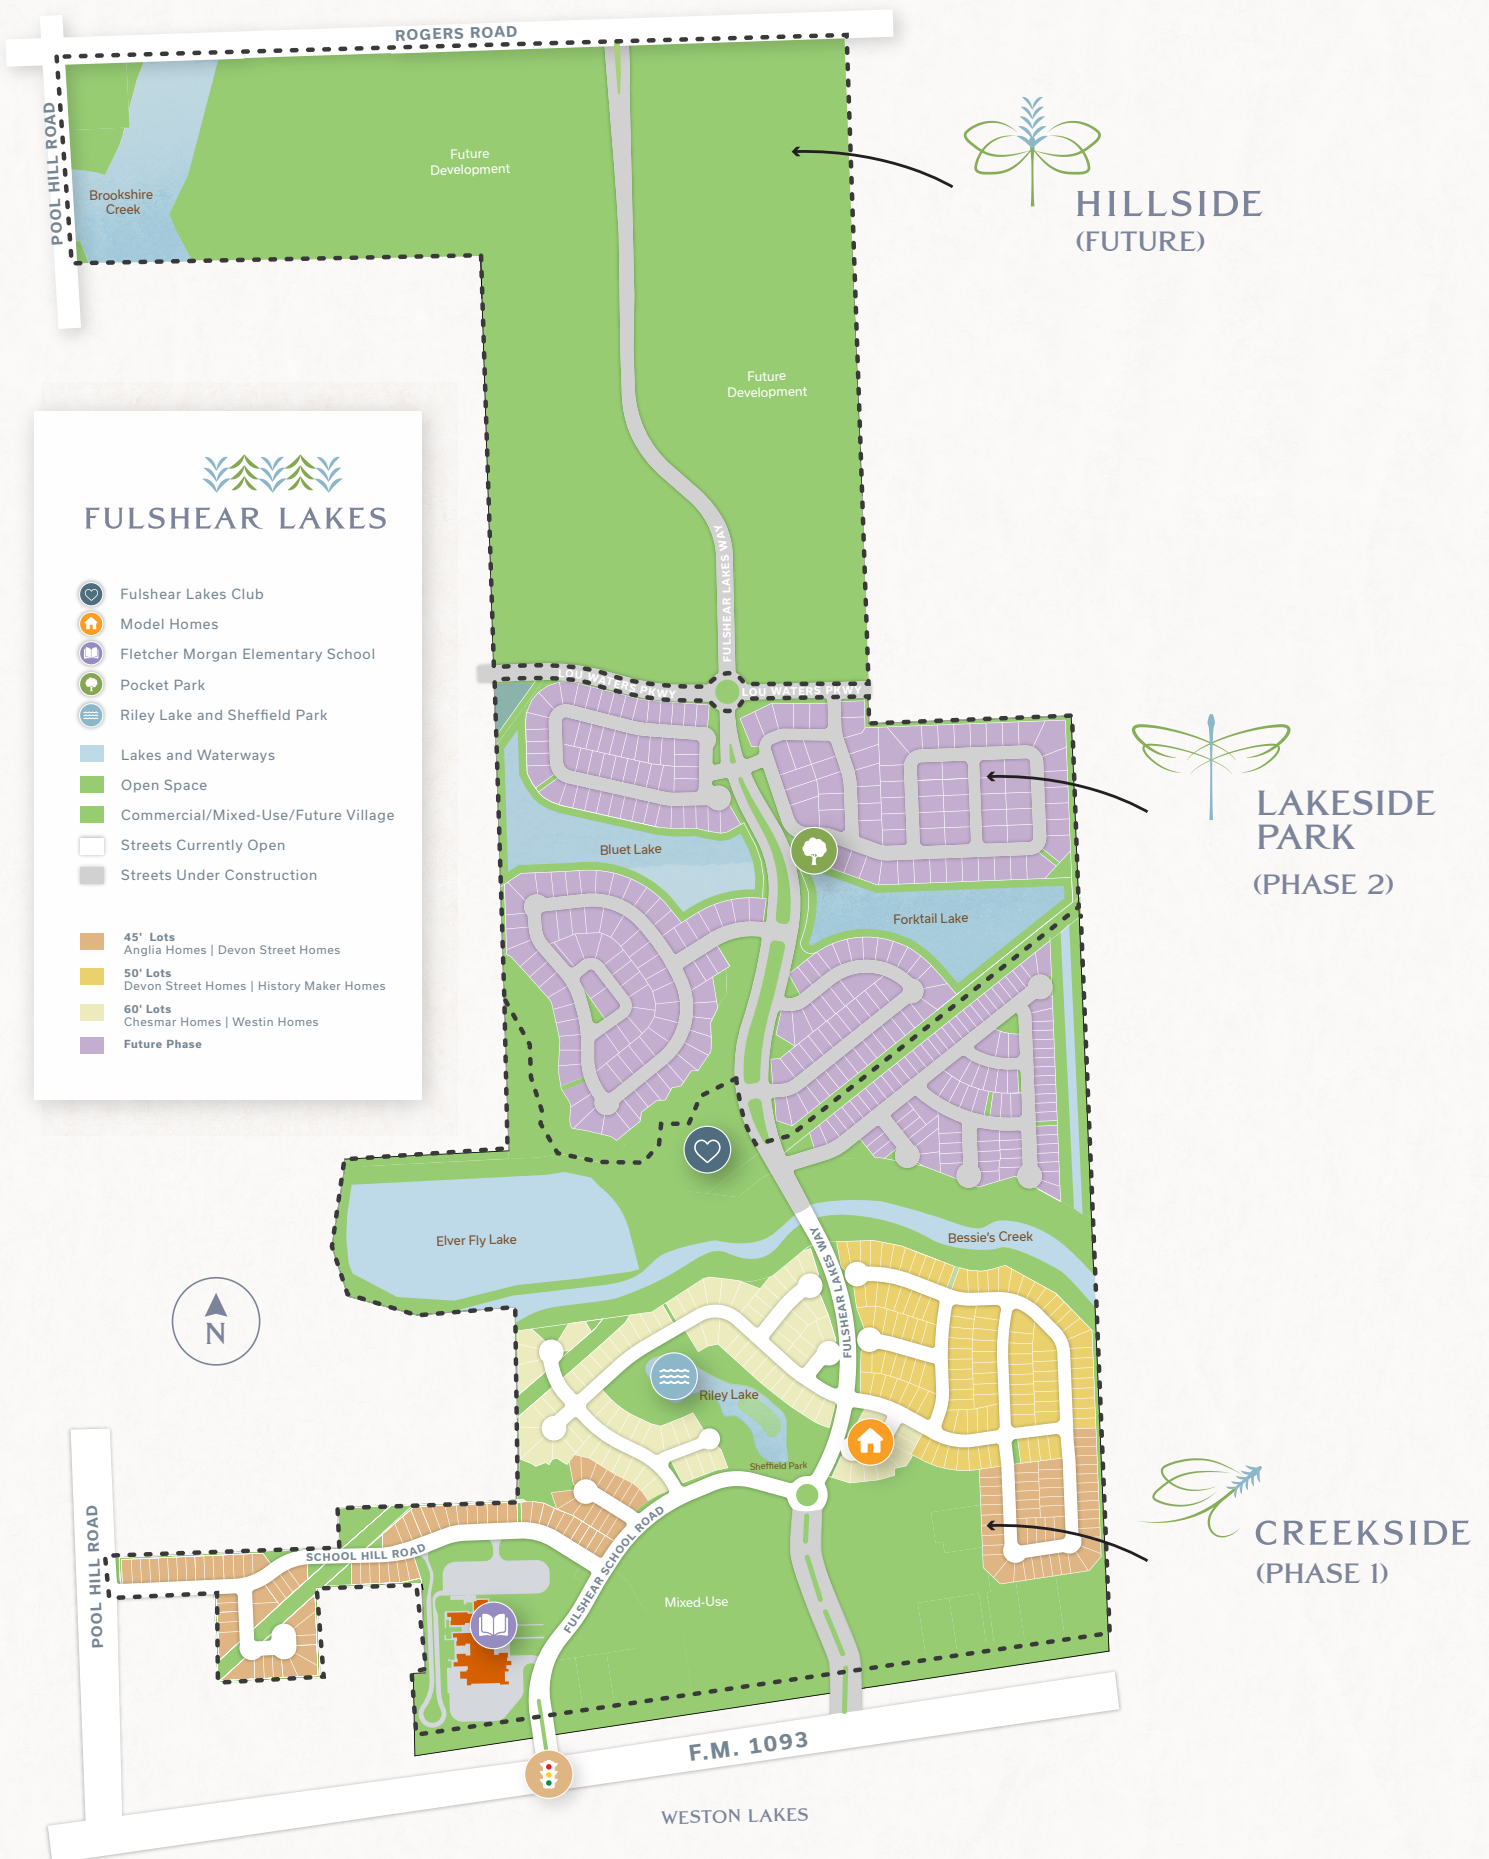 ROGERS ROAD
POOL HILL ROAD
Brookshire
Creek
Future
Development
HILLSIDE
(FUTURE)
Future
Development
FULSHEAR LAKES
Fulshear Lakes Club
Model Homes
Fletcher Morgan Elementary School
Pocket Park
Riley Lake and Sheffield Park
Lakes and Waterways
Open Space
Commercial/Mixed-Use/Future Village
Streets Currently Open
Streets Under Construction
45' Lots
Anglia Homes | Devon Street Homes
50' Lots
Devon Street Homes | History Maker Homes
60' Lots
Chesmar Homes | Westin Homes
Future Phase
FULSHEAR LAKES WAY
LOU WATERS PKWY
LOU WATERS PKWY
LAKESIDE
PARK
(PHASE 2)
Bluet Lake
Forktail Lake
Elver Fly Lake
Bessie's Creek
FULSHEAR LAKES WAY
N
Riley Lake
Sheffield Park
CREEKSIDE
(PHASE 1)
POOL HILL ROAD
SCHOOL HILL ROAD
FULSHEAR SCHOOL ROAD
Mixed-Use
F.M. 1093
WESTON LAKES